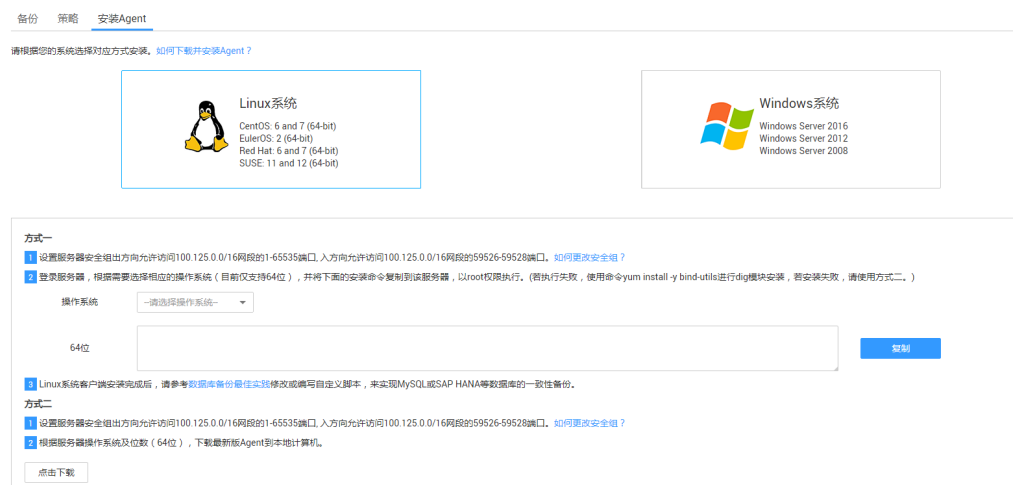 备份 策略 安装Agent
请根据您的系统选择对应方式安装。如何下载并安装Agent？
Linux系统
CentOS: 6 and 7 (64-bit)
EulerOS: 2 (64-bit)
Red Hat: 6 and 7 (64-bit)
SUSE: 11 and 12 (64-bit)
Windows系统
Windows Server 2016
Windows Server 2012
Windows Server 2008
方式一
1 设置服务器安全组出方向允许访问100.125.0.0/16网段的1-65535端口, 入方向允许访问100.125.0.0/16网段的59526-59528端口。如何更改安全组？
2 登录服务器，根据需要选择相应的操作系统（目前仅支持64位），并将下面的安装命令复制到该服务器，以root权限执行。(若执行失败，使用命令yum install -y bind-utils进行dig模块安装，若安装失败，请使用方式二。)
操作系统 --请选择操作系统--
64位 复制
3 Linux系统客户端安装完成后，请参考数据库备份最佳实践修改或编写自定义脚本，来实现MySQL或SAP HANA等数据库的一致性备份。
方式二
1 设置服务器安全组出方向允许访问100.125.0.0/16网段的1-65535端口, 入方向允许访问100.125.0.0/16网段的59526-59528端口。如何更改安全组？
2 根据服务器操作系统及位数（64位），下载最新版Agent到本地计算机。
点击下载